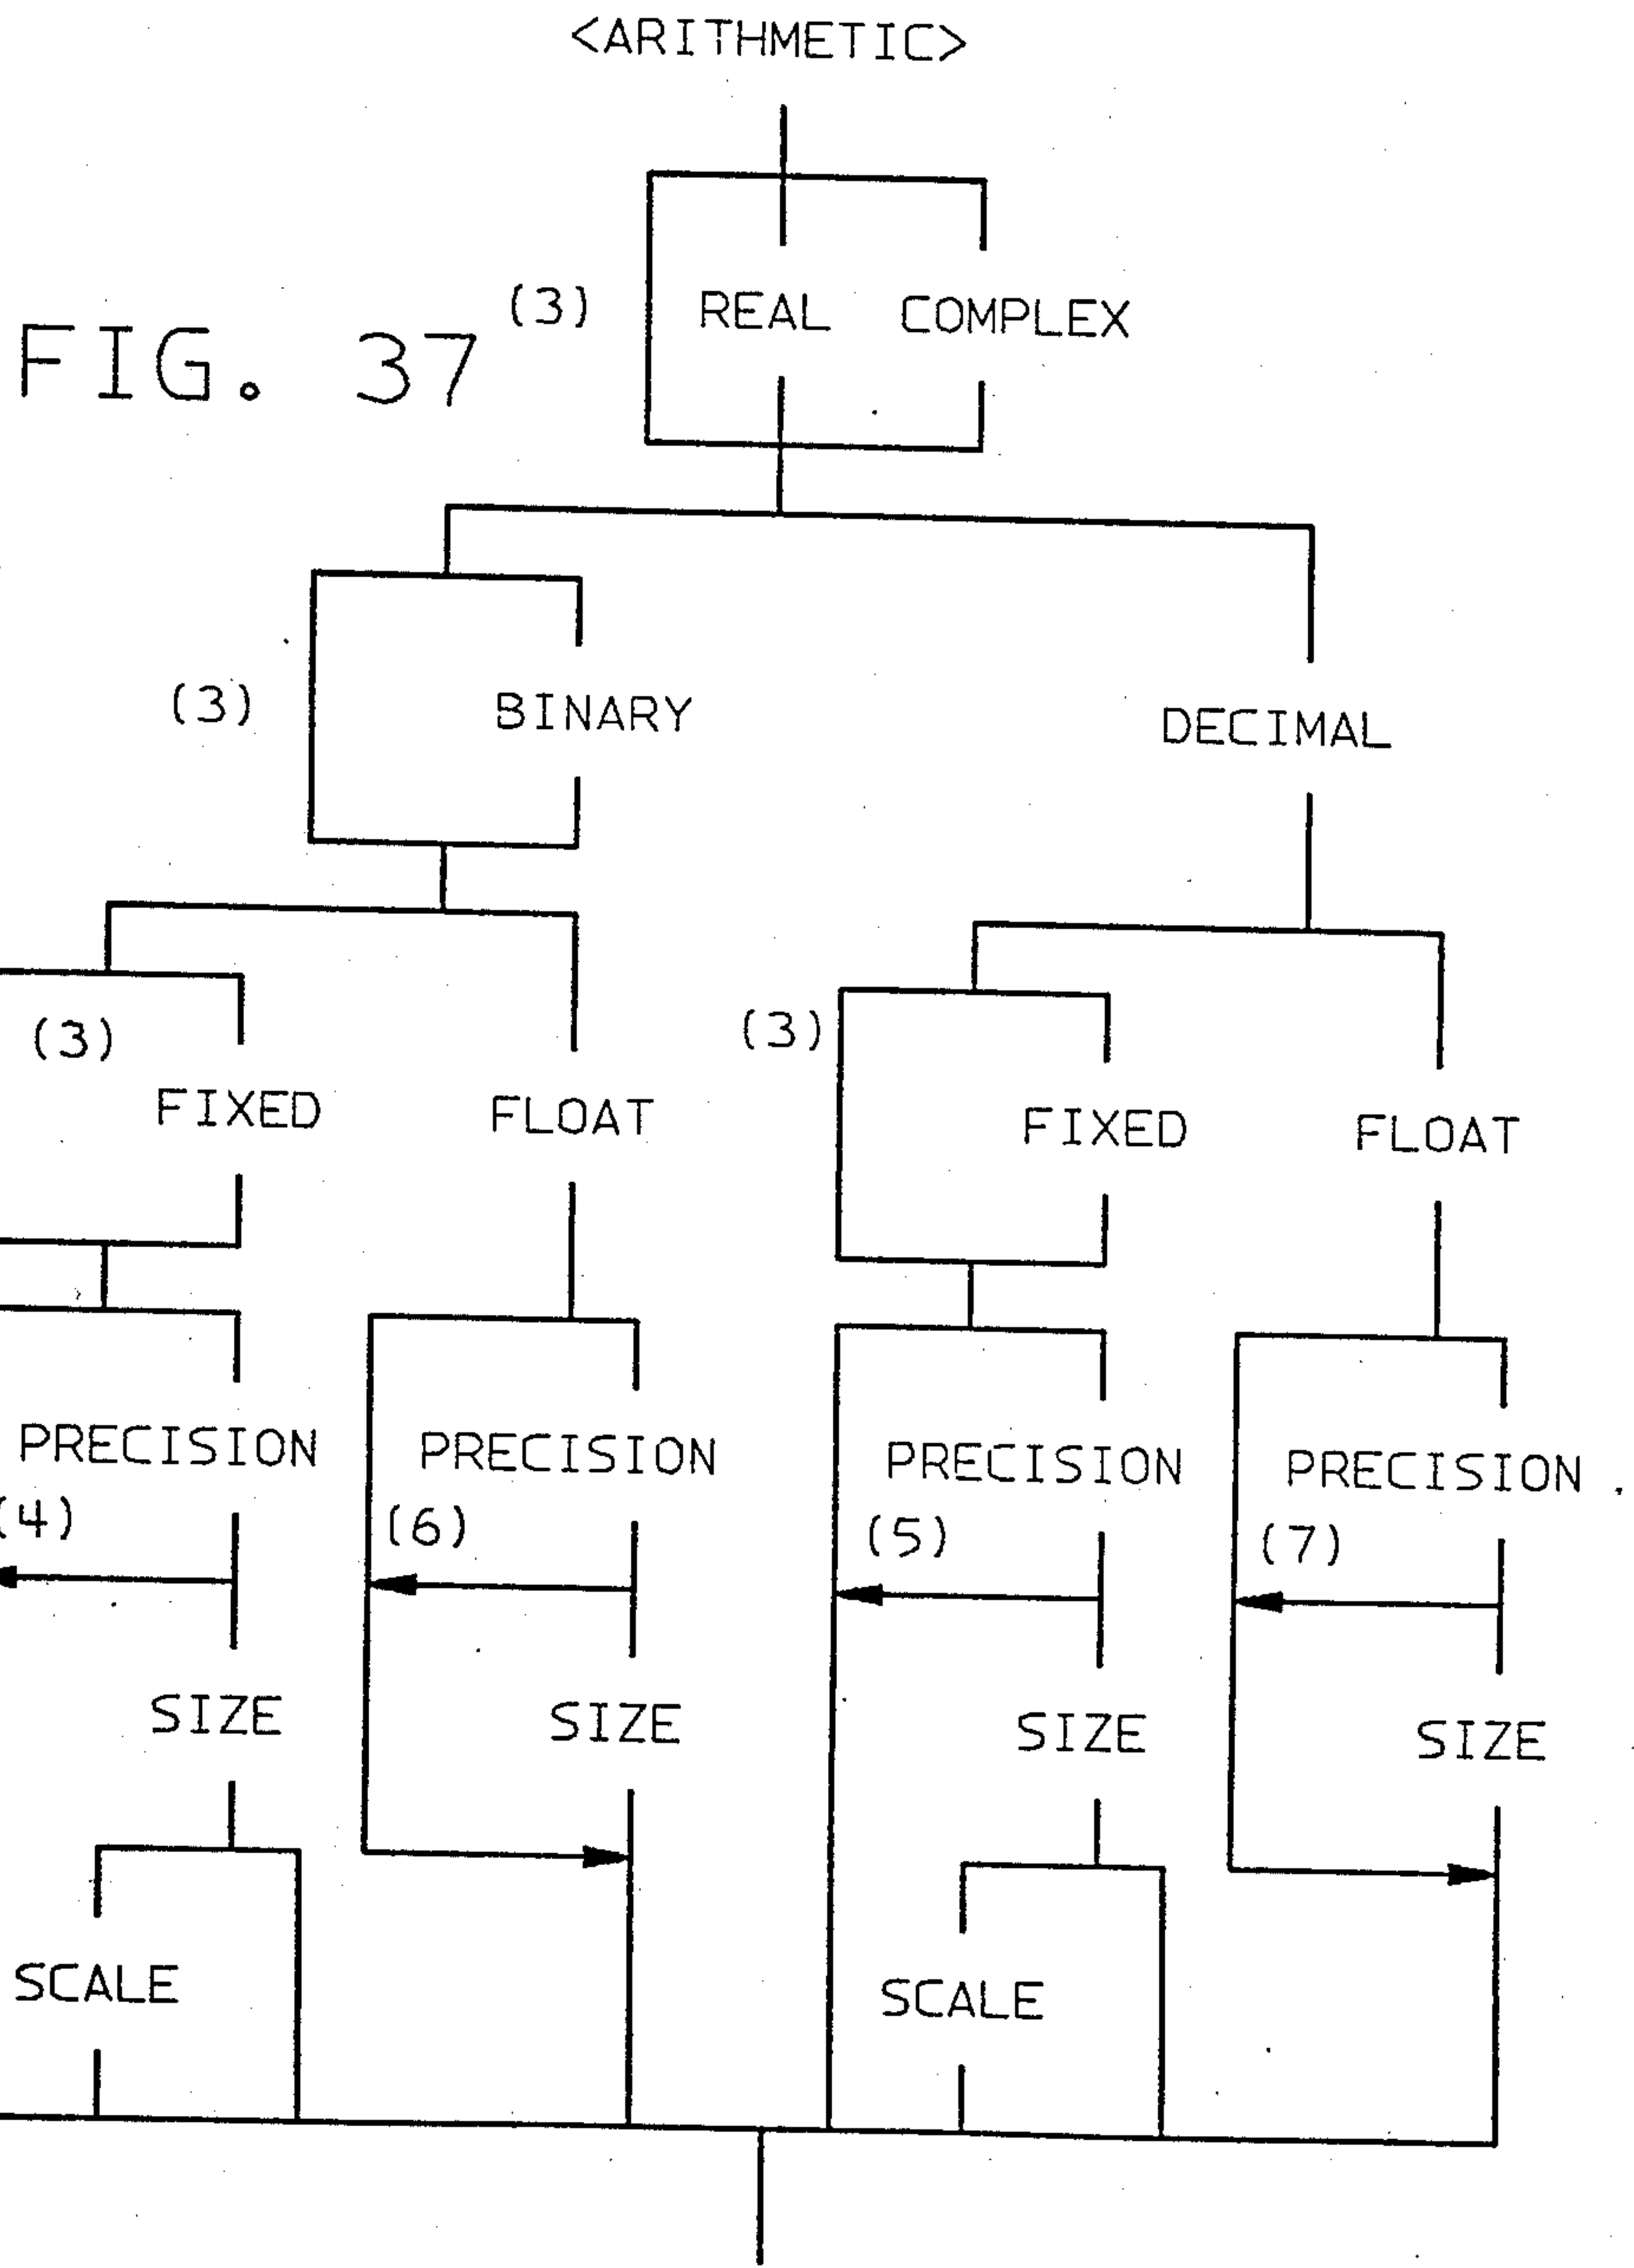 <ARITHMETIC>
(3) REAL COMPLEX
FIG. 37
(3) BINARY DECIMAL
(3) (3)
FIXED FLOAT FIXED FLOAT
PRECISION PRECISION PRECISION PRECISION
(4) (6) (5) (7)
SIZE SIZE SIZE SIZE
SCALE SCALE